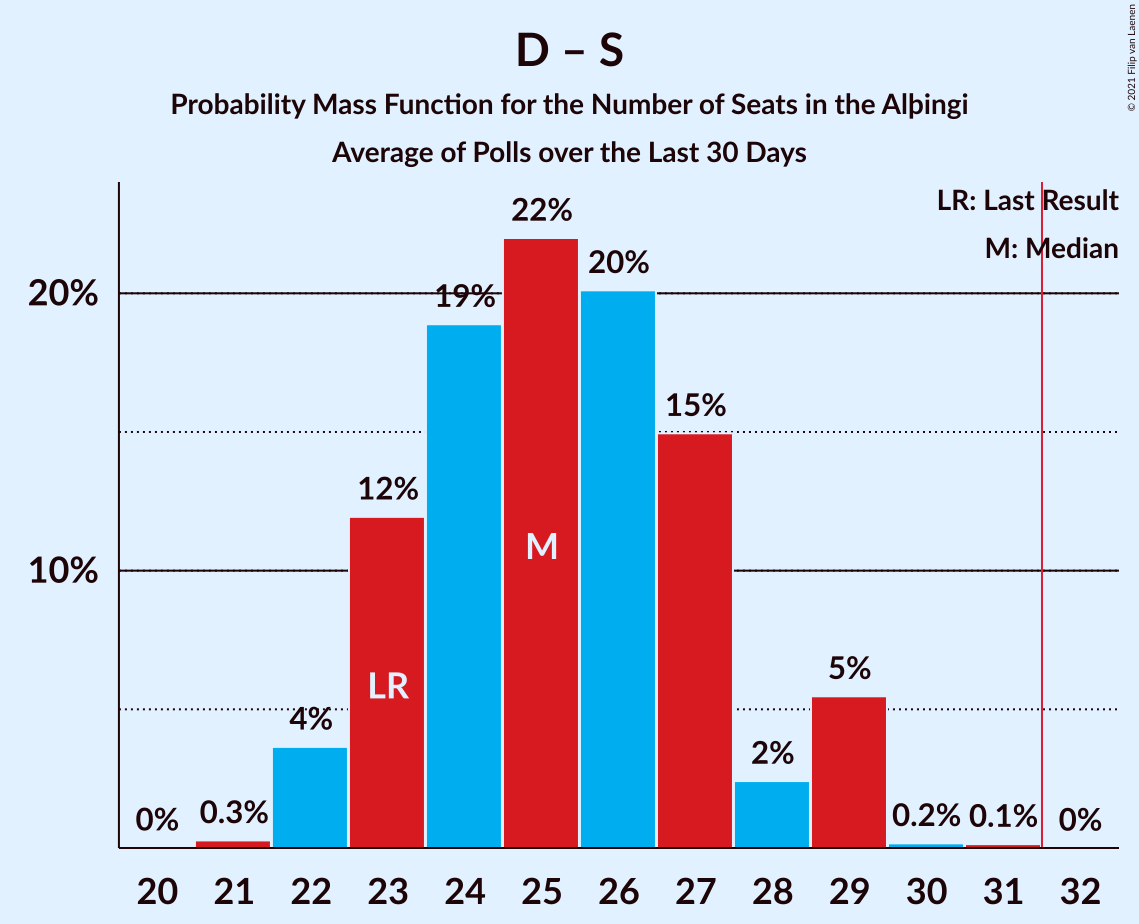 D – S
Probability Mass Function for the Number of Seats in the Alþingi
Average of Polls over the Last 30 Days
© 2021 Filip van Laenen
LR: Last Result
M: Median
20%
10%
0%
0.3%
4%
12%
19%
22%
20%
15%
2%
5%
0.2%
0.1%
0%
LR
M
20 21 22 23 24 25 26 27 28 29 30 31 32